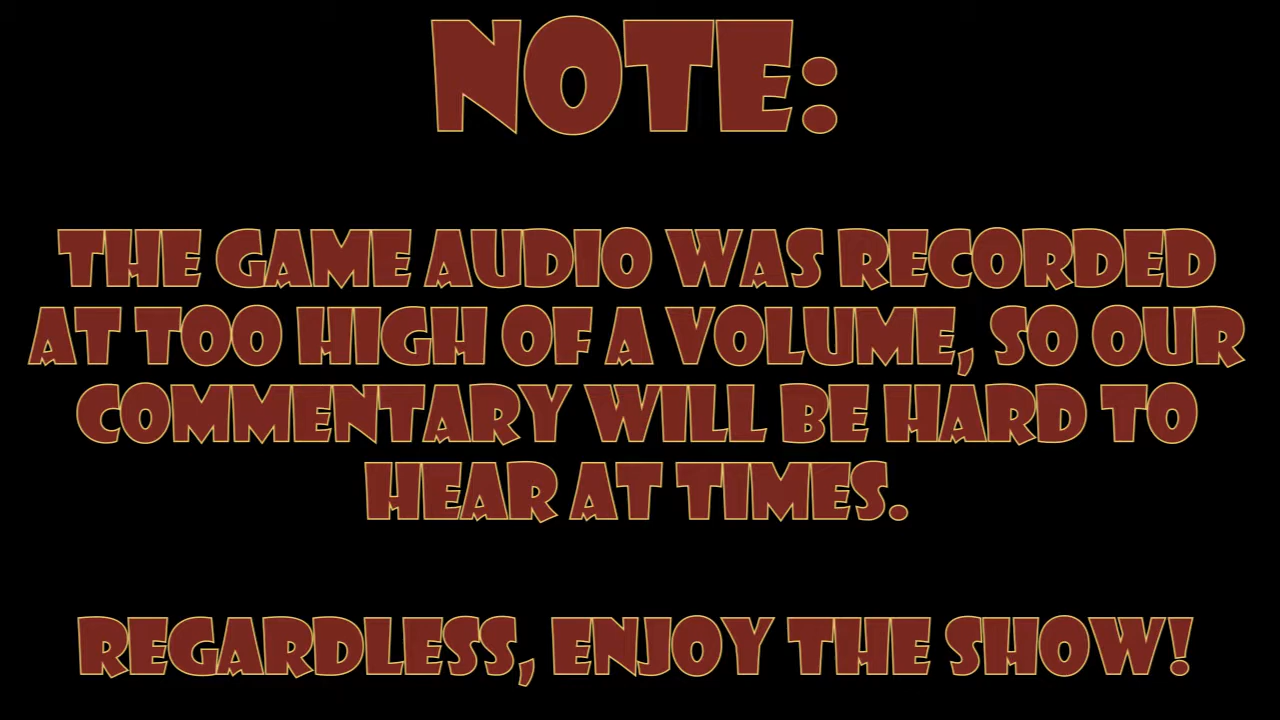 NOTE:
THE GAME AUDIO WAS RECORDED
AT TOO HIGH OF A VOLUME, SO OUR
COMMENTARY WILL BE HARD TO
HEAR AT TIMES.
REGARDLESS, ENJOY THE SHOW!